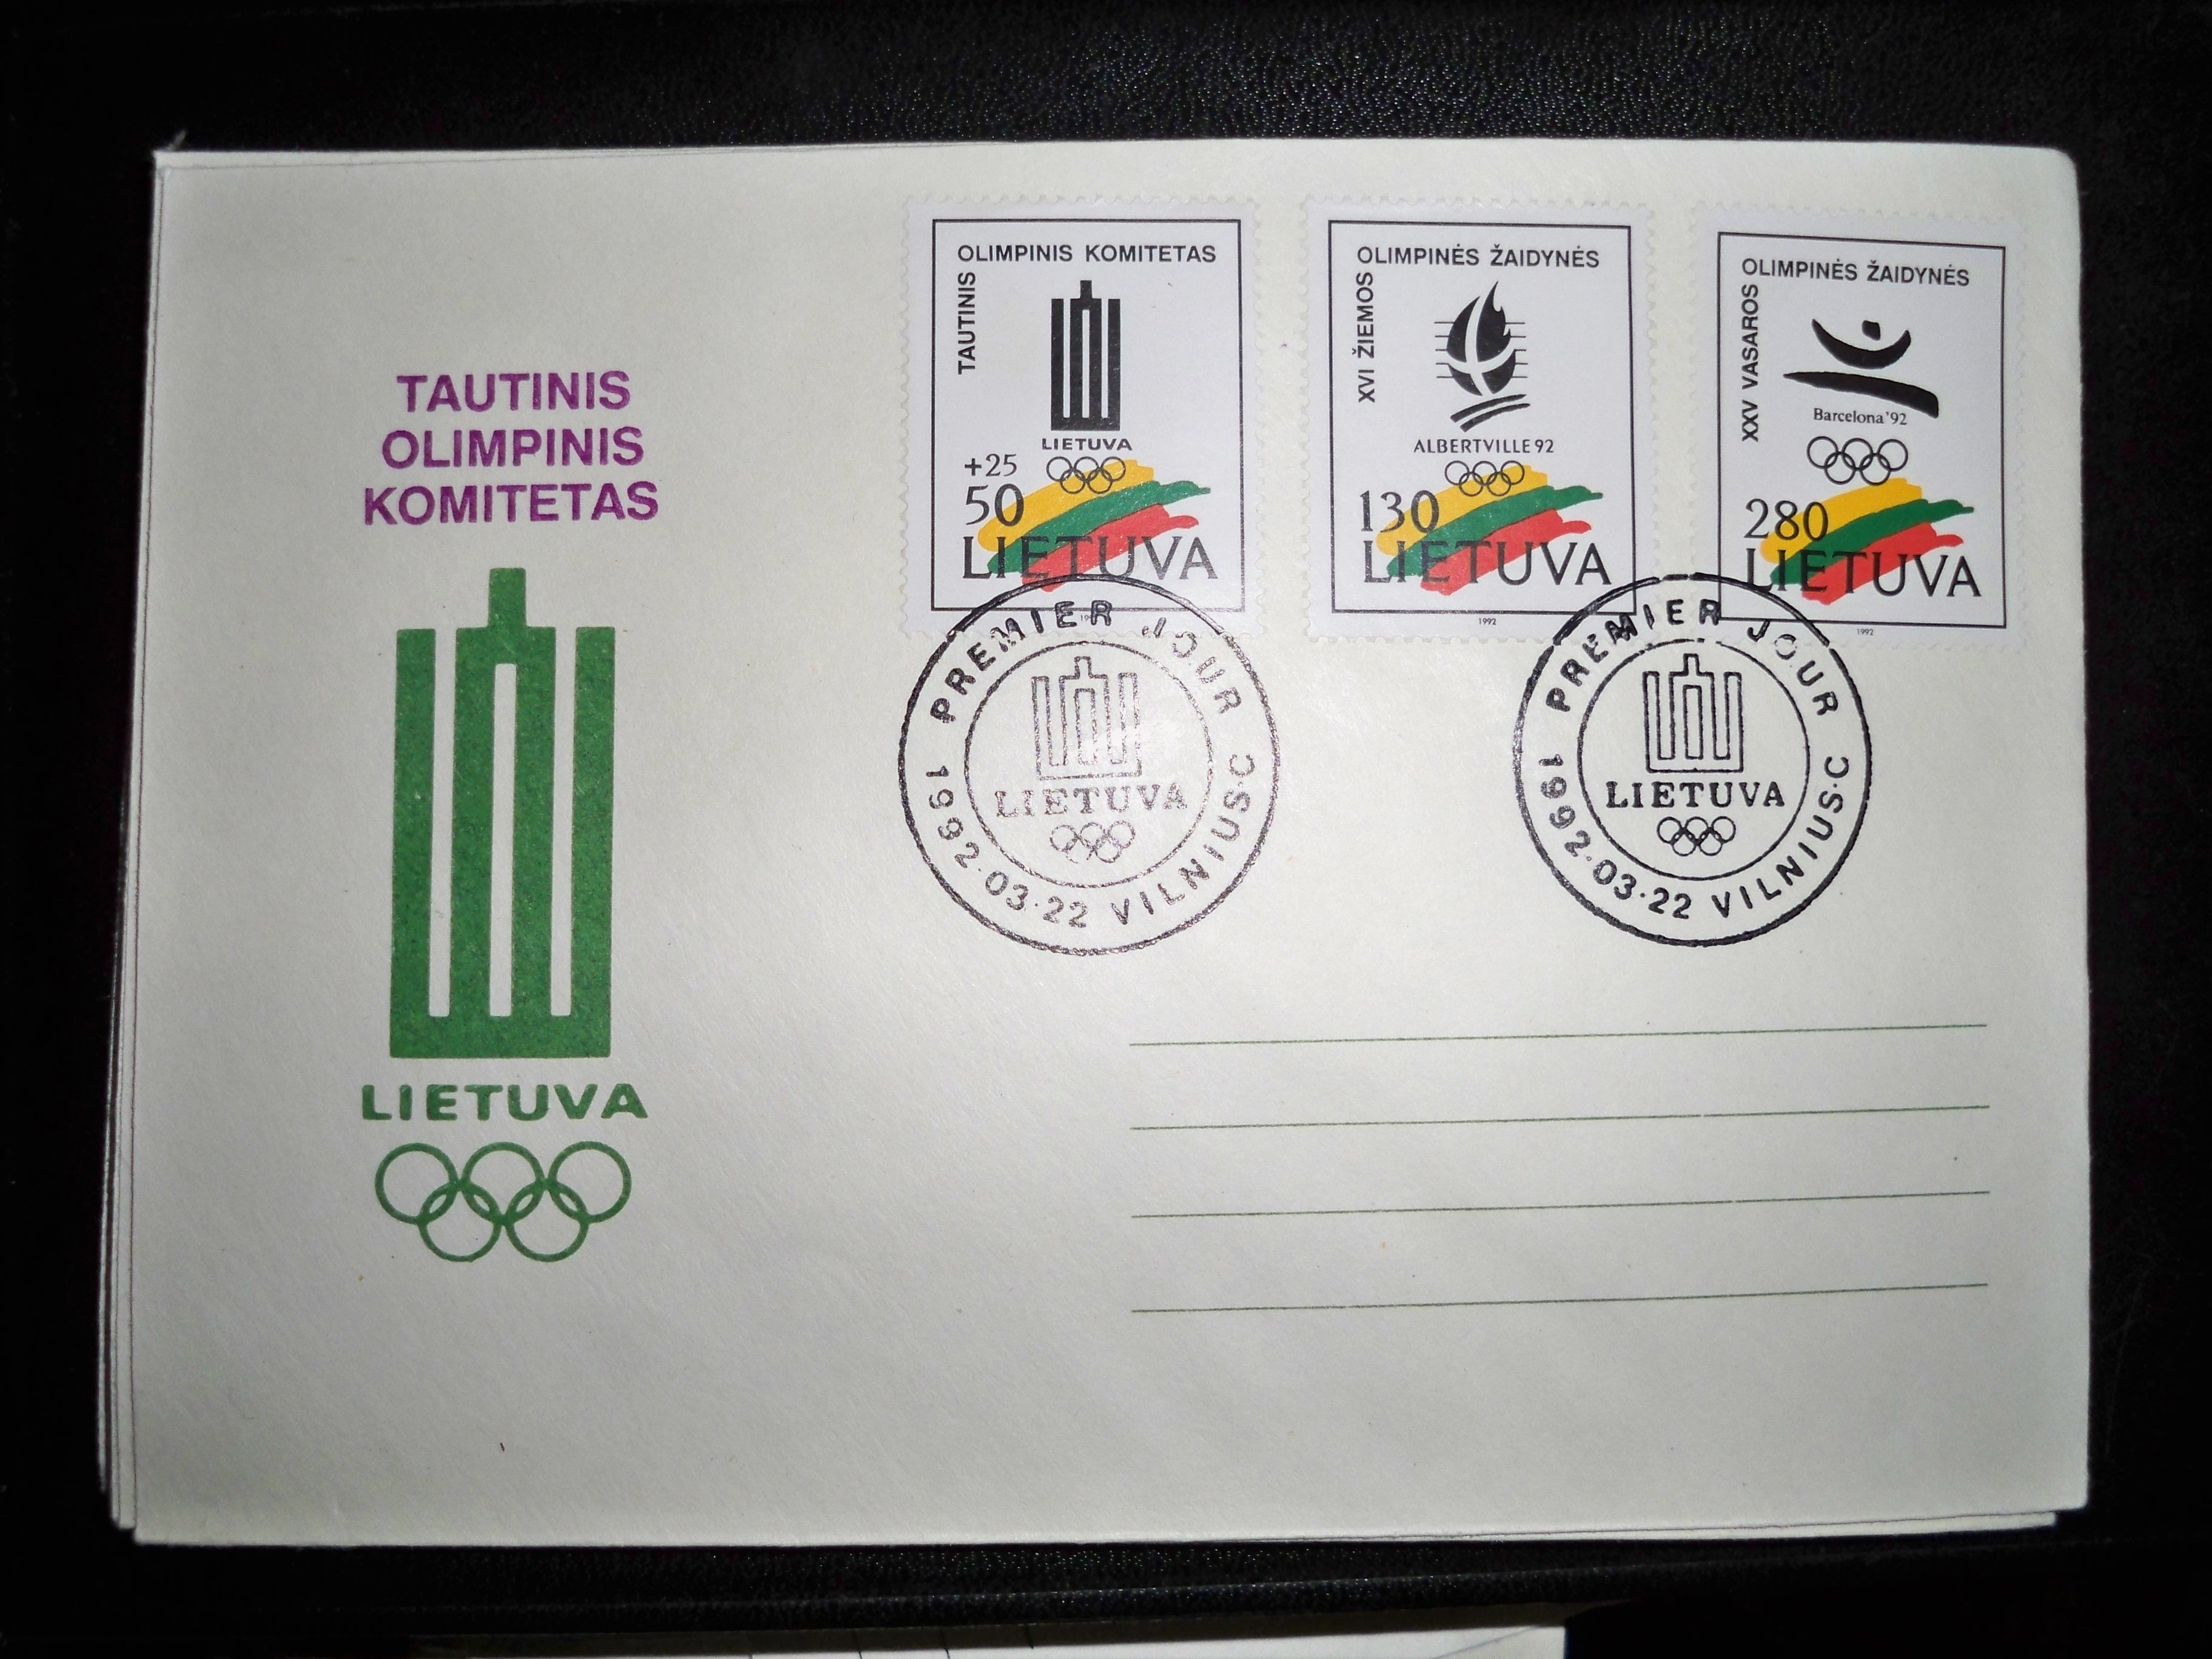 TAUTINIS
OLIMPINIS
KOMITETAS
LIETUVA
OLIMPINIS KOMITETAS
TAUTINIS
LIETUVA
+25
50
LIETUVA
OLIMPINĖS ŽAIDYNĖS
XVI ŽIEMOS
ALBERTVILLE 92
130
LIETUVA
1992
OLIMPINĖS ŽAIDYNĖS
XXV VASAROS
Barcelona '92
280
LIETUVA
1992
PREMIER JOUR
LIETUVA
1992·03·22 VILNIUS·C
PREMIER JOUR
LIETUVA
1992·03·22 VILNIUS·C